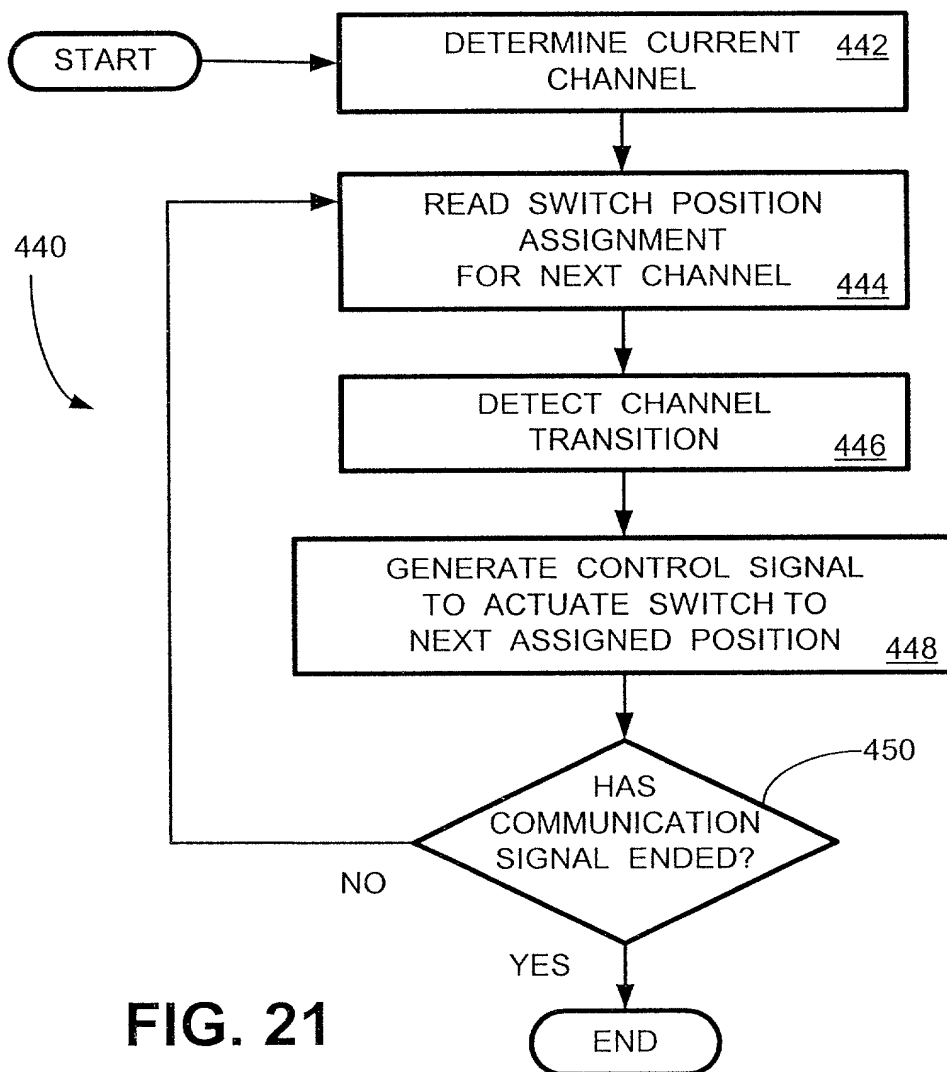 START
DETERMINE CURRENT
CHANNEL
442
READ SWITCH POSITION
ASSIGNMENT
FOR NEXT CHANNEL
444
440
DETECT CHANNEL
TRANSITION
446
GENERATE CONTROL SIGNAL
TO ACTUATE SWITCH TO
NEXT ASSIGNED POSITION
448
450
HAS
COMMUNICATION
SIGNAL ENDED?
NO
YES
END
FIG. 21